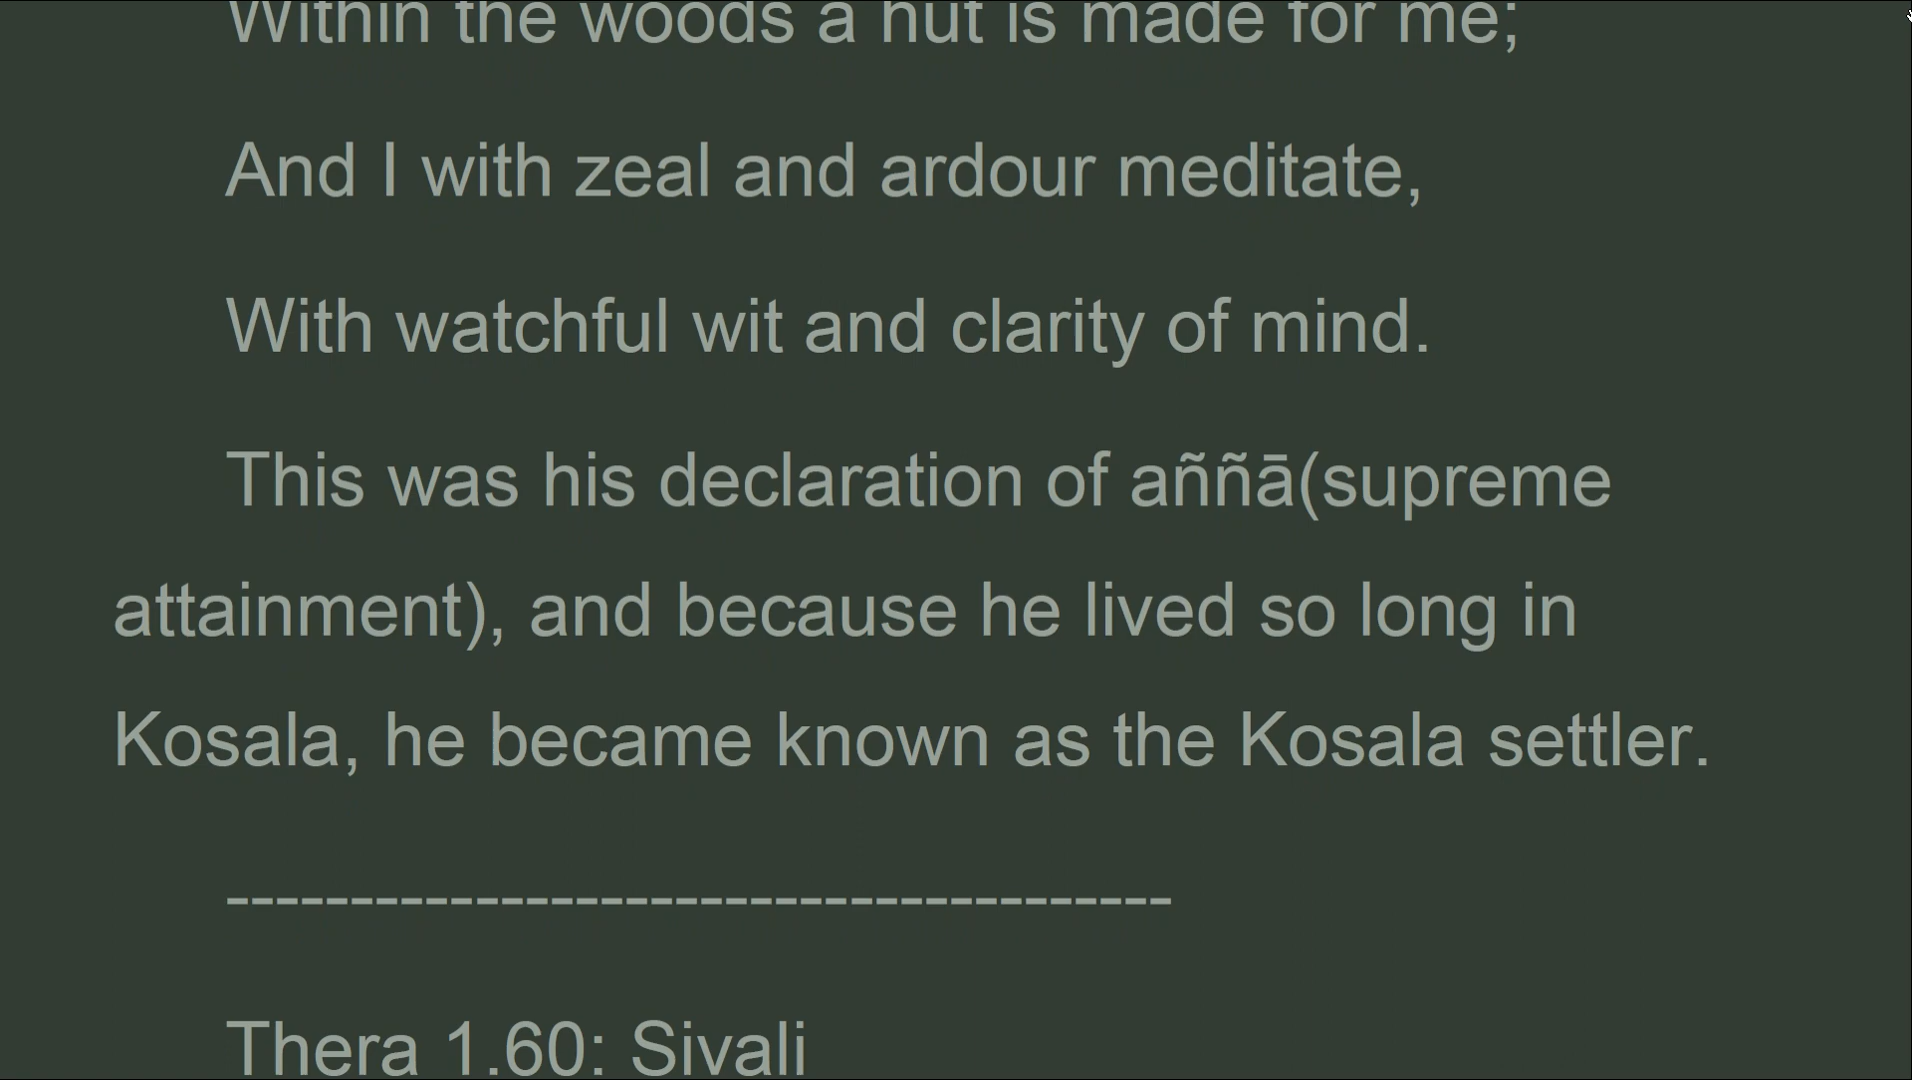 Within the woods a hut is made for me;
And I with zeal and ardour meditate,
With watchful wit and clarity of mind.
This was his declaration of aññā(supreme
attainment), and because he lived so long in
Kosala, he became known as the Kosala settler.
--------------------------------------
Thera 1.60: Sivali